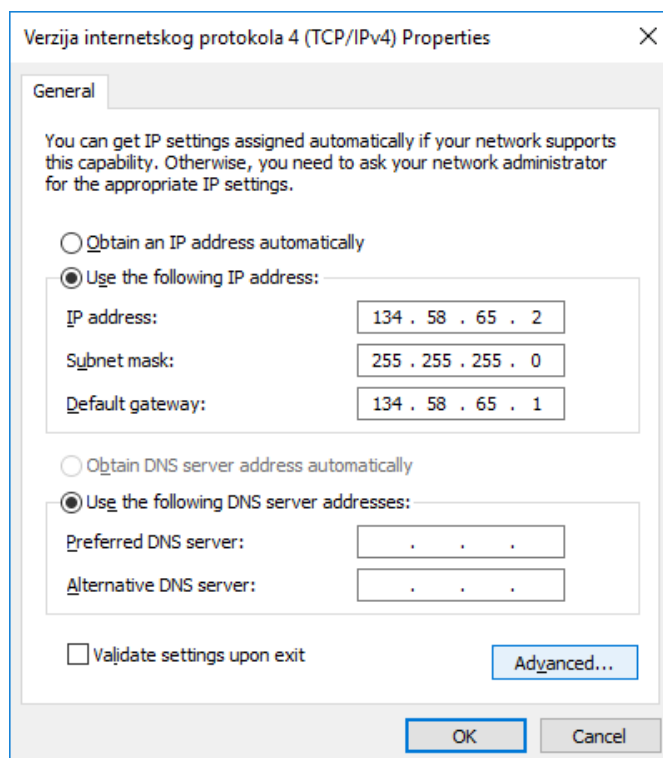 Verzija internetskog protokola 4 (TCP/IPv4) Properties
General
You can get IP settings assigned automatically if your network supports
this capability. Otherwise, you need to ask your network administrator
for the appropriate IP settings.
Obtain an IP address automatically
Use the following IP address:
IP address: 134 . 58 . 65 . 2
Subnet mask: 255 . 255 . 255 . 0
Default gateway: 134 . 58 . 65 . 1
Obtain DNS server address automatically
Use the following DNS server addresses:
Preferred DNS server: . . .
Alternative DNS server: . . .
Validate settings upon exit
Advanced...
OK Cancel